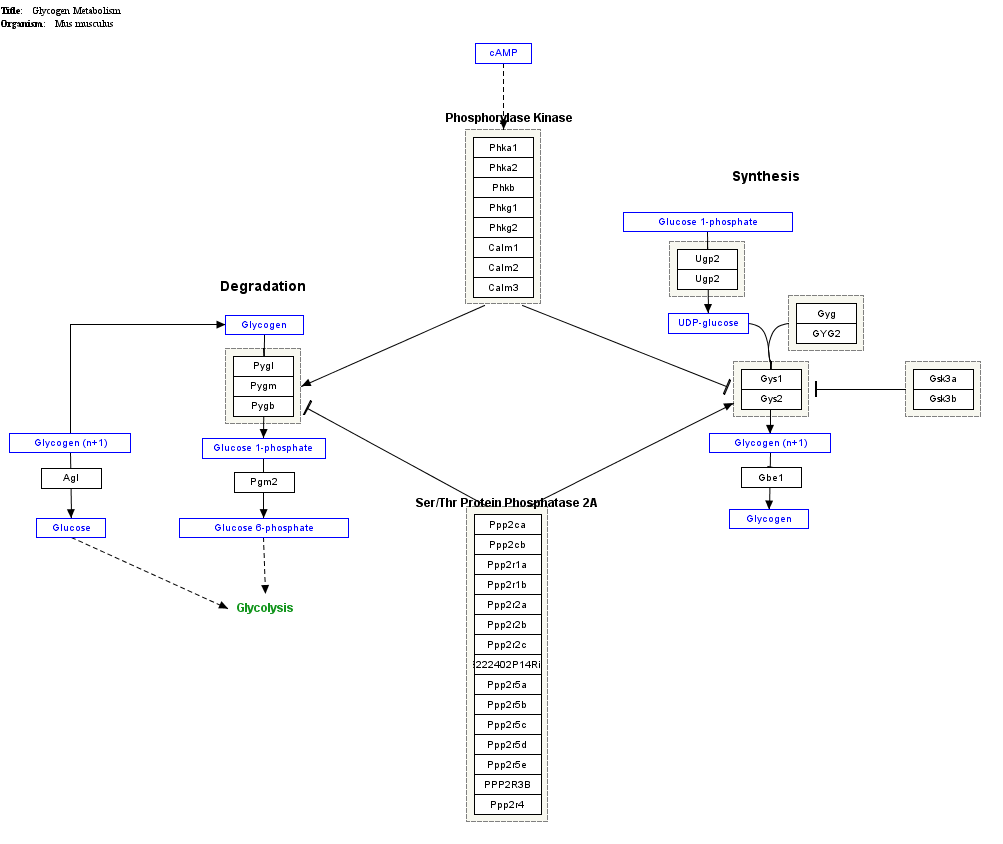 Title: Glycogen Metabolism
Organism: Mus musculus
cAMP
Phosphorylase Kinase
Phka1
Phka2
Phkb
Phkg1
Phkg2
Calm1
Calm2
Calm3
Synthesis
Glucose 1-phosphate
Ugp2
Ugp2
UDP-glucose
Gyg
GYG2
Gys1
Gys2
Gsk3a
Gsk3b
Glycogen (n+1)
Gbe1
Glycogen
Degradation
Glycogen
Pygl
Pygm
Pygb
Glycogen (n+1)
Glucose 1-phosphate
Agl
Pgm2
Glucose
Glucose 6-phosphate
Glycolysis
Ser/Thr Protein Phosphatase 2A
Ppp2ca
Ppp2cb
Ppp2r1a
Ppp2r1b
Ppp2r2a
Ppp2r2b
Ppp2r2c
222402P14Ri
Ppp2r5a
Ppp2r5b
Ppp2r5c
Ppp2r5d
Ppp2r5e
PPP2R3B
Ppp2r4